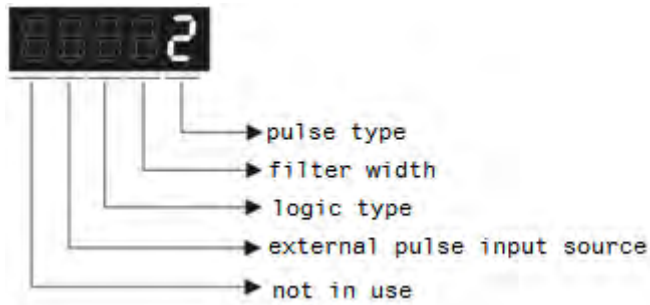 2
pulse type
filter width
logic type
external pulse input source
not in use